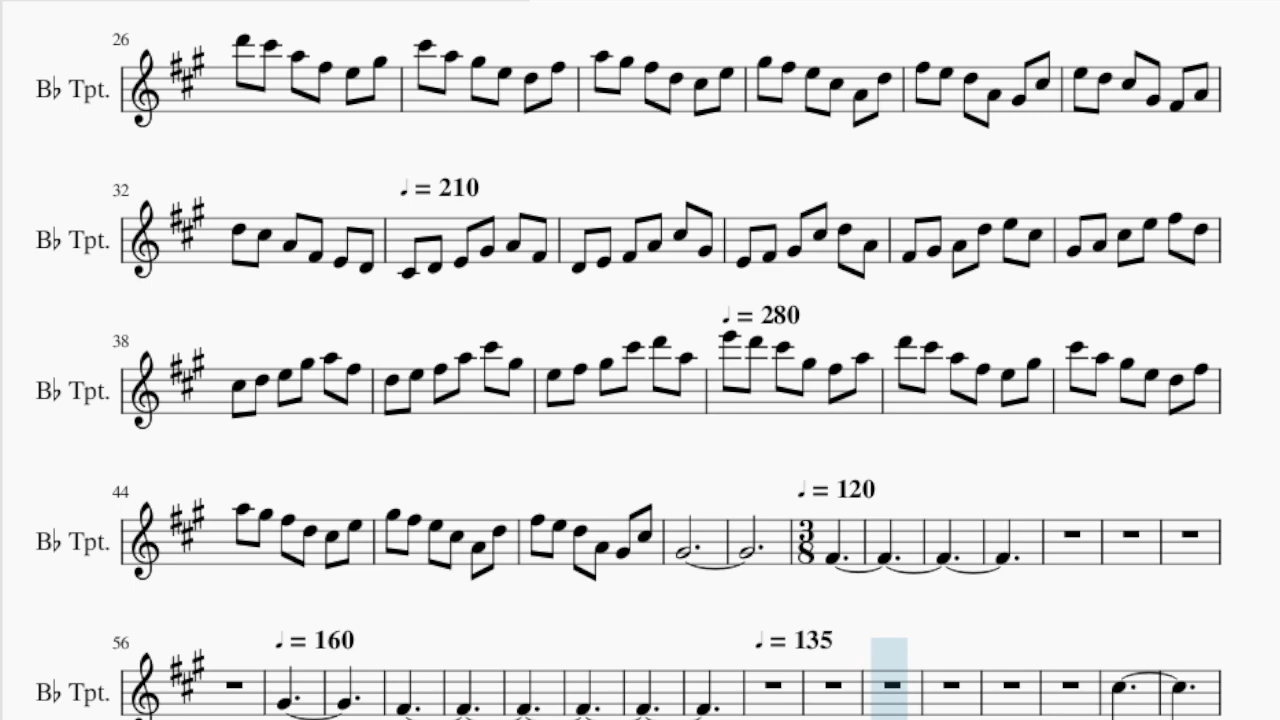 26
B♭ Tpt.
32
♩ = 210
B♭ Tpt.
38
♩ = 280
B♭ Tpt.
44
♩ = 120
3
8
B♭ Tpt.
56
♩ = 160
♩ = 135
B♭ Tpt.